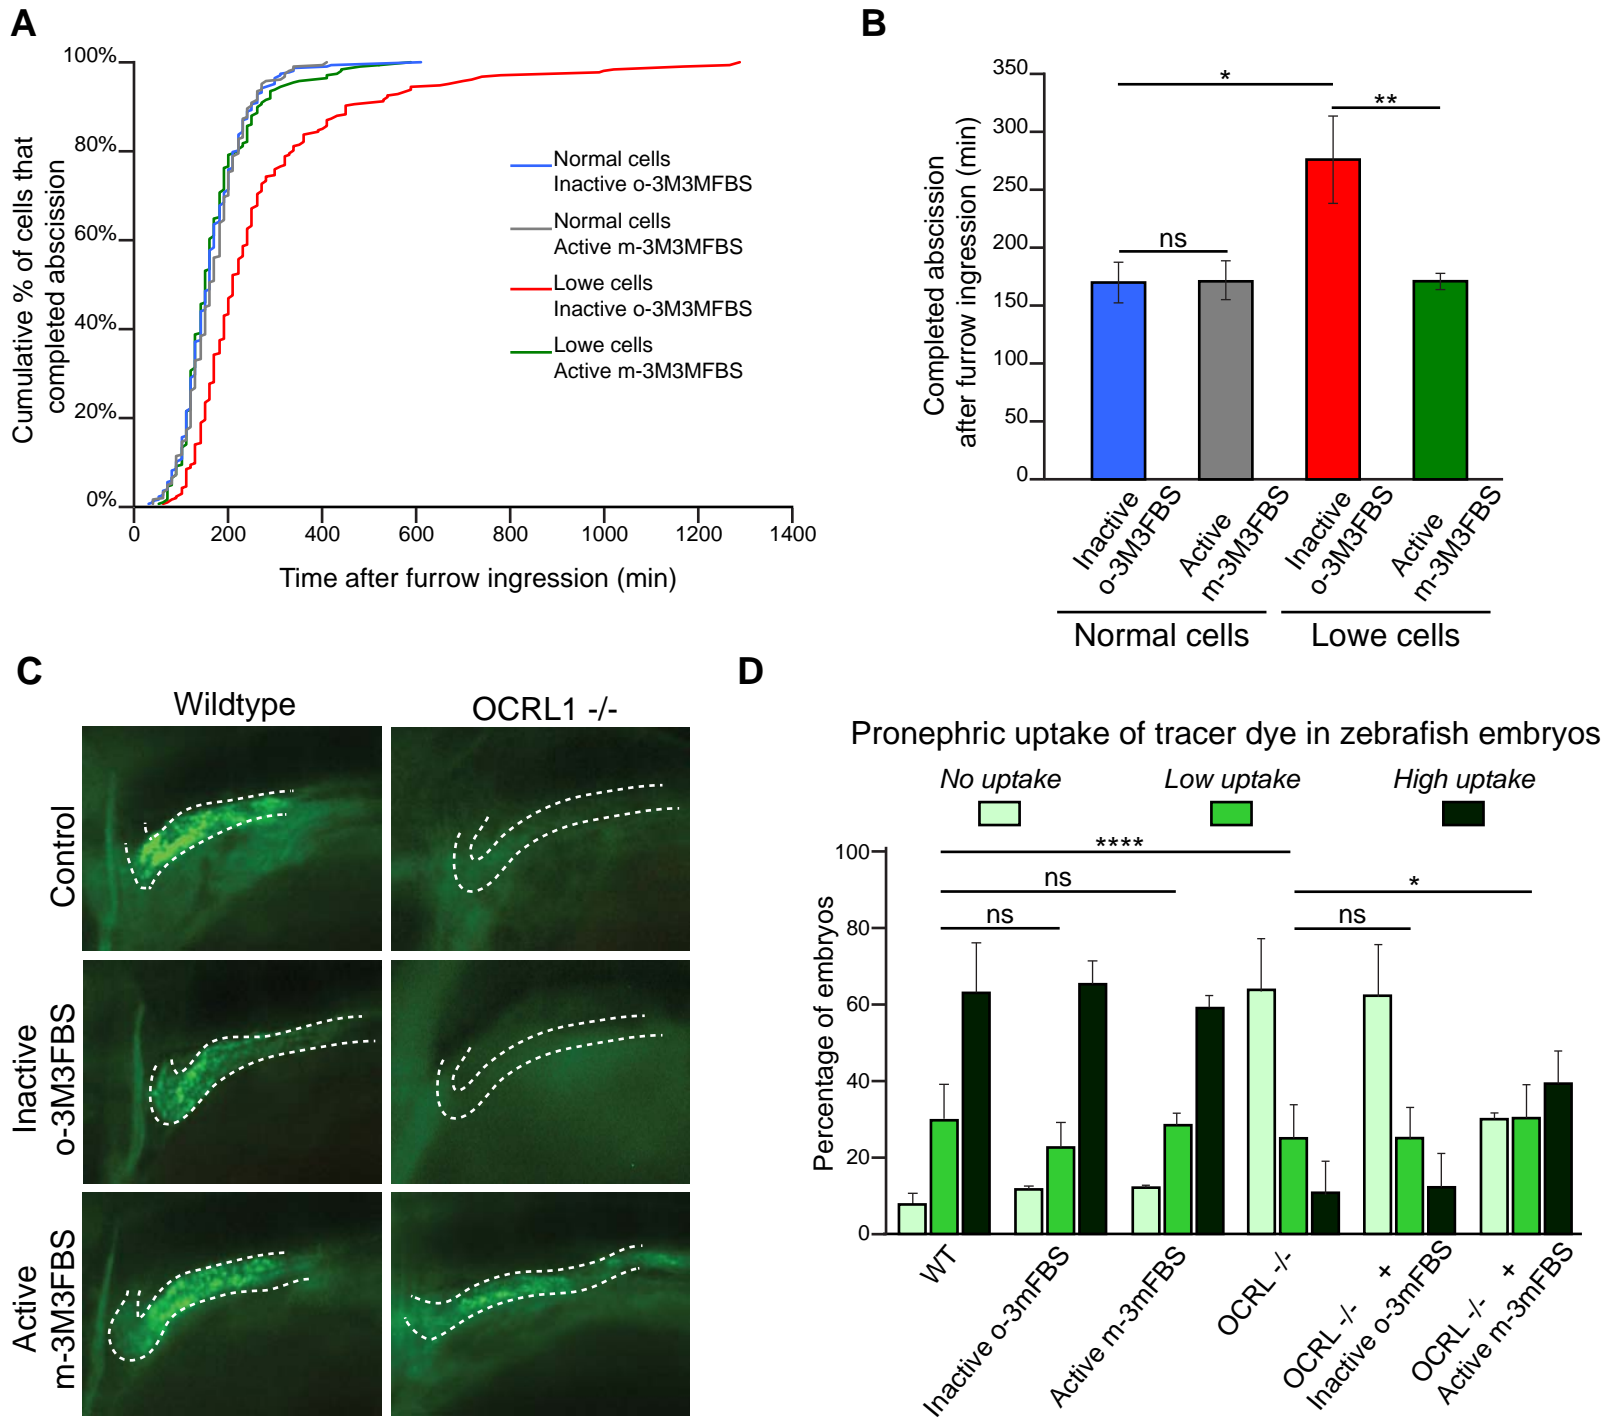 A
100%
80%
60%
40%
20%
0%
0
200
400
600
800
1000
1200
1400
Cumulative % of cells that
completed abscission
Time after furrow ingression (min)
Normal cells
Inactive o-3M3MFBS
Normal cells
Active m-3M3MFBS
Lowe cells
Inactive o-3M3MFBS
Lowe cells
Active m-3M3MFBS
B
350
300
250
200
150
100
50
0
Completed abscission
after furrow ingression (min)
*
**
ns
Inactive
o-3M3FBS
Active
m-3M3FBS
Inactive
o-3M3FBS
Active
m-3M3FBS
Normal cells
Lowe cells
C
Wildtype
OCRL1 -/-
Control
Inactive
o-3M3FBS
Active
m-3M3FBS
D
Pronephric uptake of tracer dye in zebrafish embryos
No uptake
Low uptake
High uptake
100
80
60
40
20
0
Percentage of embryos
****
ns
*
ns
ns
WT
Inactive o-3mFBS
Active m-3mFBS
OCRL -/-
OCRL -/- +
Inactive o-3mFBS
OCRL -/- +
Active m-3mFBS